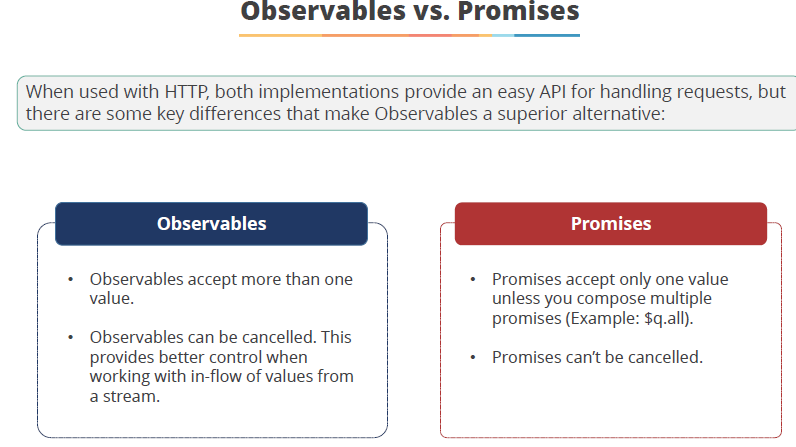 Observables vs. Promises
When used with HTTP, both implementations provide an easy API for handling requests, but
there are some key differences that make Observables a superior alternative:
Observables
• Observables accept more than one
value.
• Observables can be cancelled. This
provides better control when
working with in-flow of values from
a stream.
Promises
• Promises accept only one value
unless you compose multiple
promises (Example: $q.all).
• Promises can’t be cancelled.